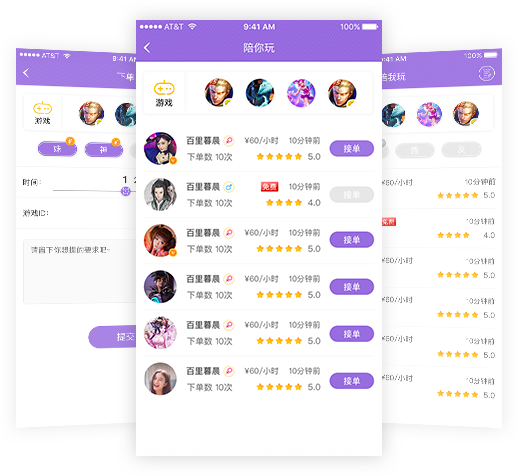 AT&T 9:41 AM 100%
陪你玩
游戏
百里暮晨 ¥60/小时 10分钟前
下单数 10次 5.0
接单
百里暮晨 免费 10分钟前
下单数 10次 4.0
接单
百里暮晨 ¥60/小时 10分钟前
下单数 10次 5.0
接单
百里暮晨 ¥60/小时 10分钟前
下单数 10次 5.0
接单
百里暮晨 ¥60/小时 10分钟前
下单数 10次 5.0
接单
百里暮晨 ¥60/小时 10分钟前
下单数 10次 5.0
接单
AT&T 9:41 AM
下单
游戏
妹 神
时间: 1 2
游戏ID:
请留下你想提的要求吧~
提交
100%
陪我玩
¥60/小时 10分钟前
5.0
免费 10分钟前
4.0
¥60/小时 10分钟前
5.0
¥60/小时 10分钟前
5.0
¥60/小时 10分钟前
5.0
¥60/小时 10分钟前
5.0